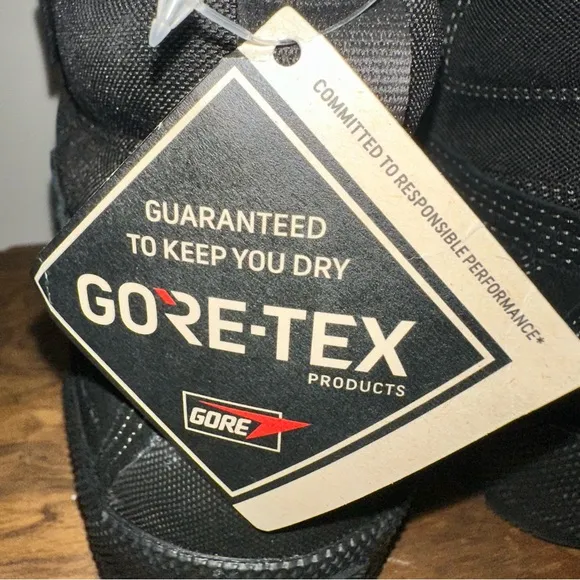 COMMITTED TO RESPONSIBLE PERFORMANCE*
GUARANTEED
TO KEEP YOU DRY
GORE-TEX
PRODUCTS
GORE